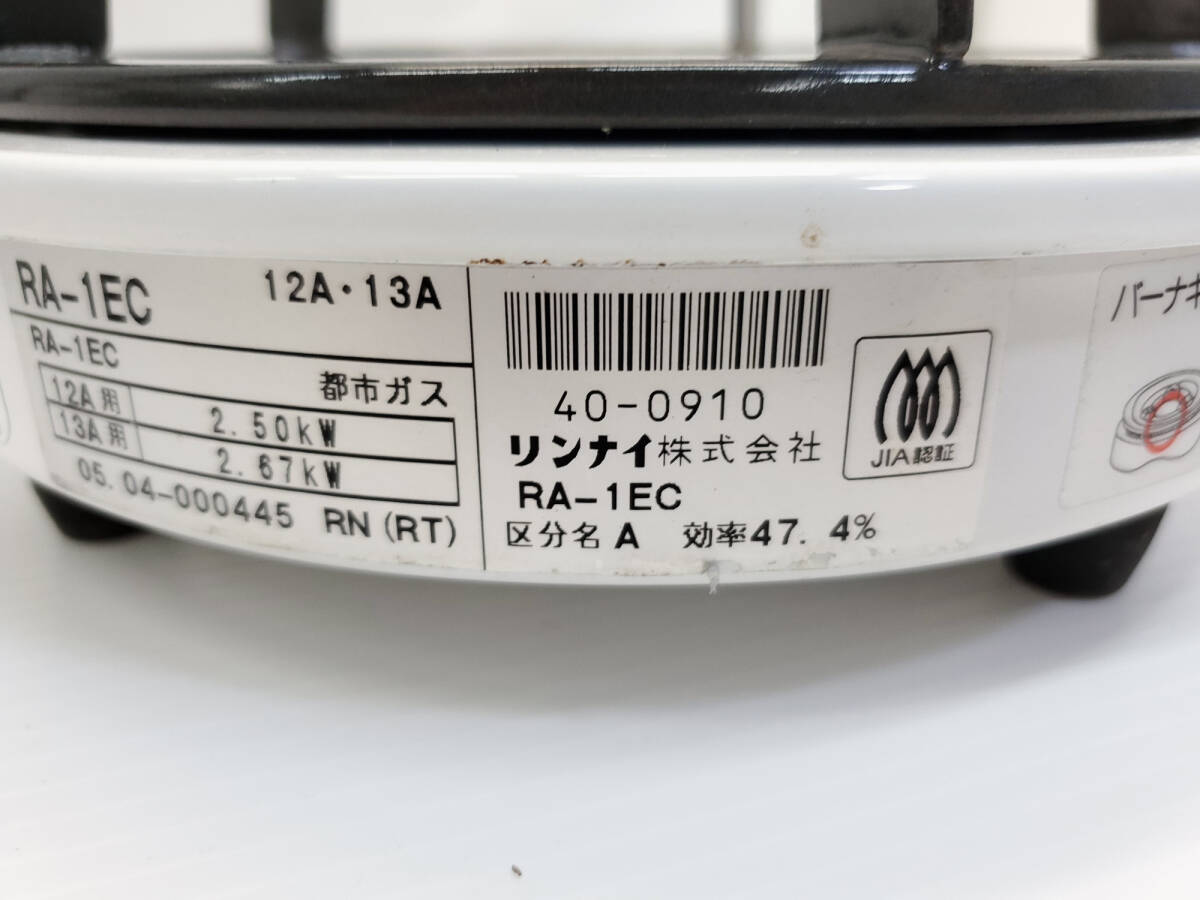 RA-1EC 12A・13A
RA-1EC
都市ガス
12A用 2.50kW
13A用 2.67kW
05.04-000445 RN(RT)
40-0910
リンナイ株式会社
RA-1EC
区分名 A 効率47.4%
JIA認証
バーナキ